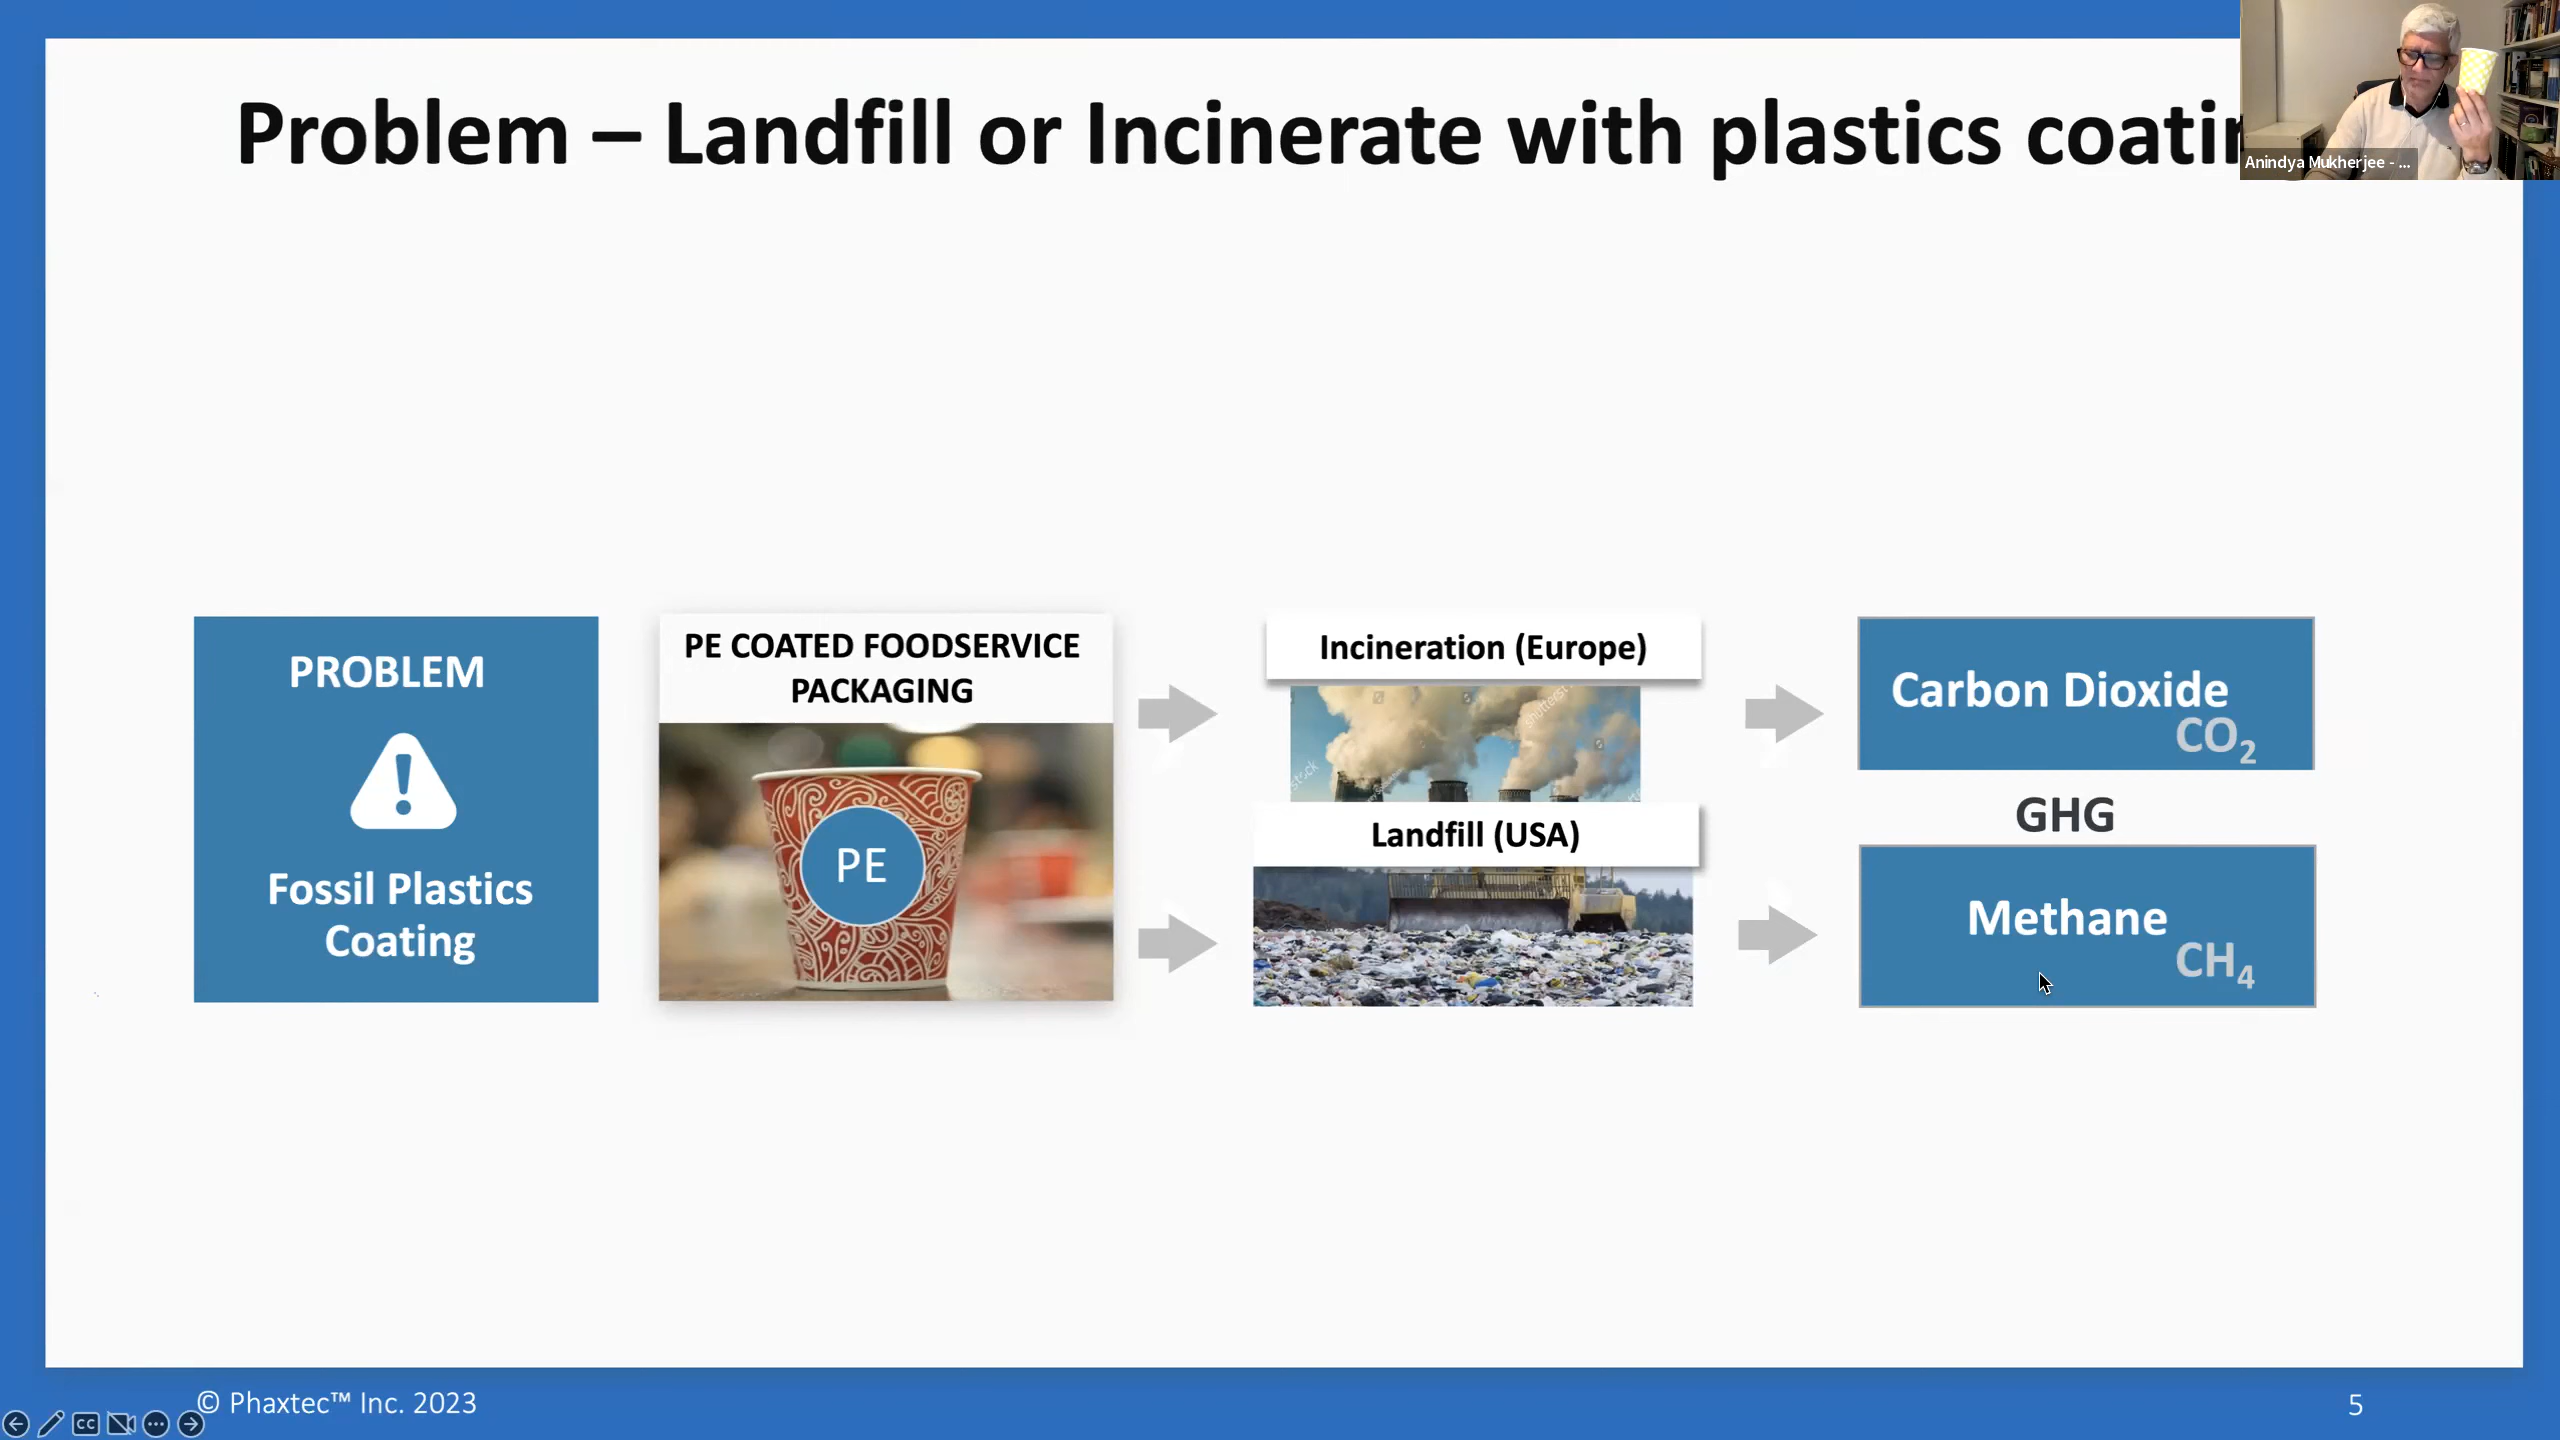 Problem – Landfill or Incinerate with plastics
Anindya Mukherjee - ...
PROBLEM
Fossil Plastics
Coating
PE COATED FOODSERVICE
PACKAGING
PE
Incineration (Europe)
Landfill (USA)
Carbon Dioxide
CO₂
GHG
Methane
CH₄
© Phaxtec™ Inc. 2023
CC
5